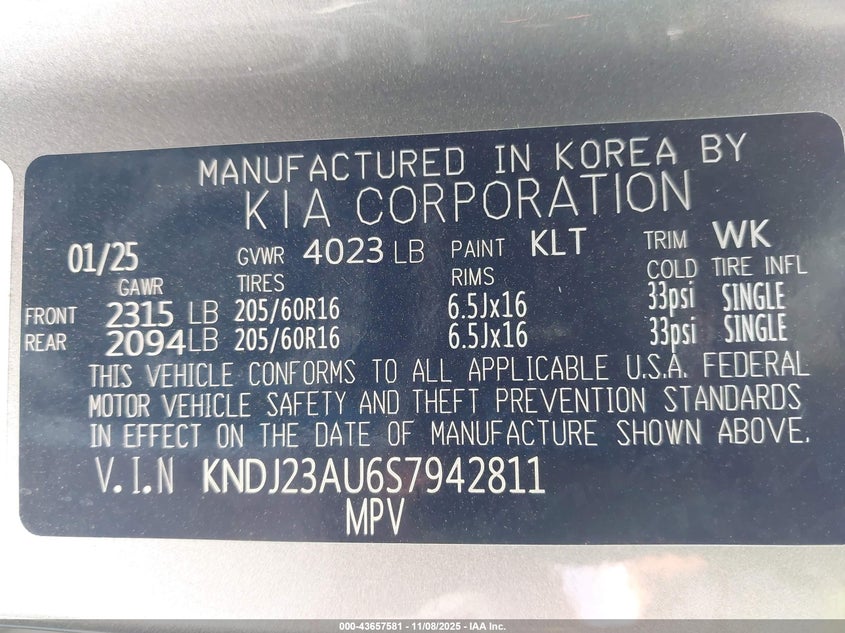 MANUFACTURED IN KOREA BY
KIA CORPORATION
01/25 GVWR 4023 LB PAINT KLT TRIM WK
GAWR TIRES RIMS COLD TIRE INFL
FRONT 2315 LB 205/60R16 6.5Jx16 33psi SINGLE
REAR 2094 LB 205/60R16 6.5Jx16 33psi SINGLE
THIS VEHICLE CONFORMS TO ALL APPLICABLE U.S.A. FEDERAL
MOTOR VEHICLE SAFETY AND THEFT PREVENTION STANDARDS
IN EFFECT ON THE DATE OF MANUFACTURE SHOWN ABOVE.
V.I.N KNDJ23AU6S7942811
MPV
000-43657581 - 11/08/2025 - IAA Inc.